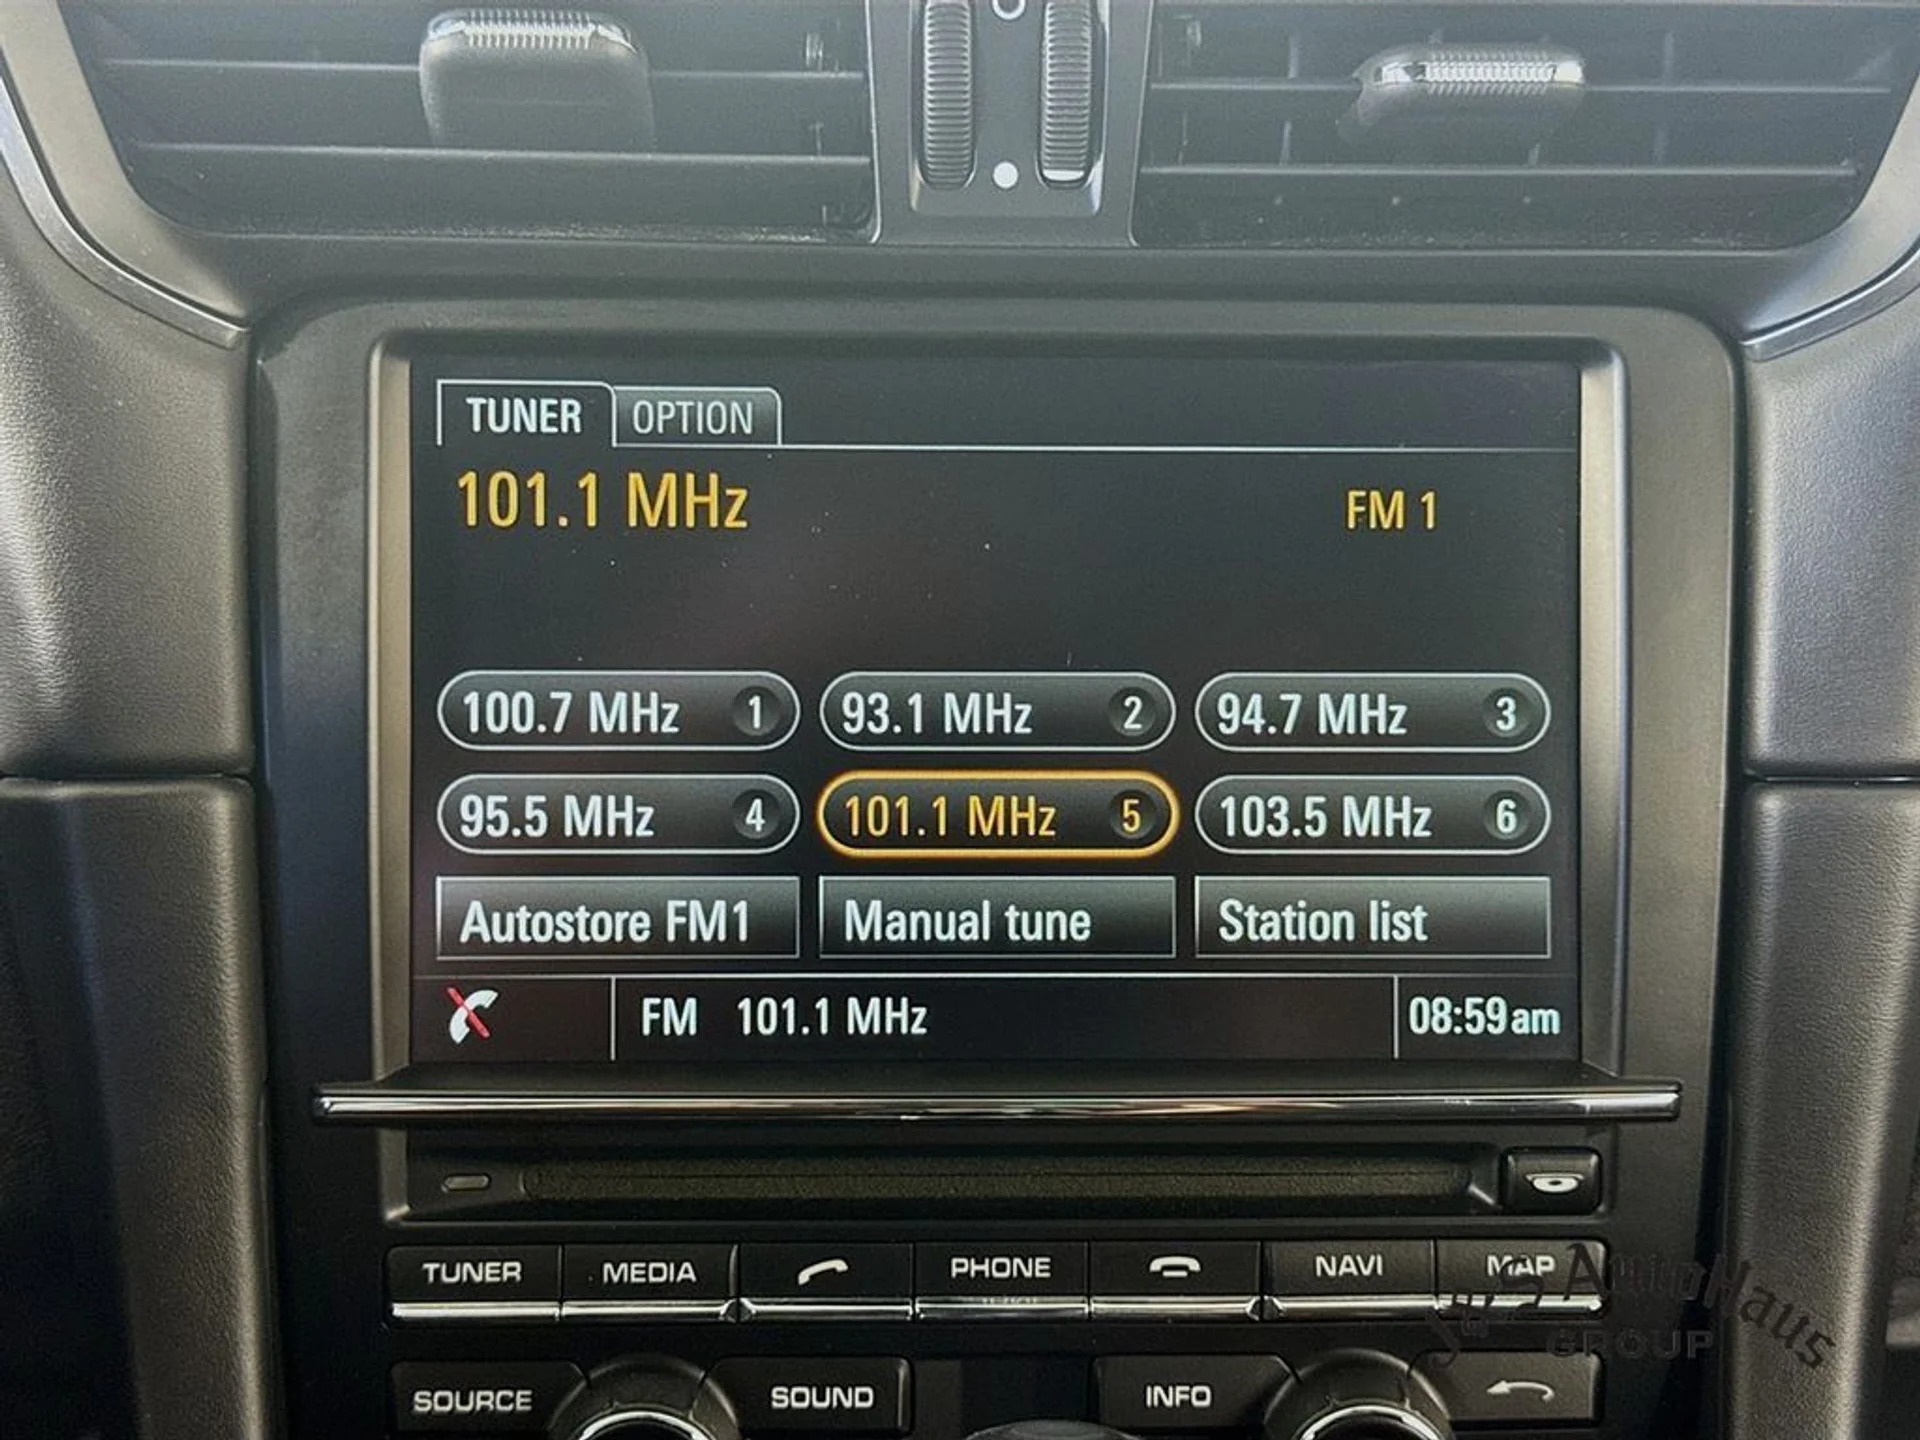 TUNER OPTION
101.1 MHz FM 1
100.7 MHz 1 93.1 MHz 2 94.7 MHz 3
95.5 MHz 4 101.1 MHz 5 103.5 MHz 6
Autostore FM1 Manual tune Station list
FM 101.1 MHz 08:59am
TUNER MEDIA PHONE NAVI MAP
AutoHaus
GROUP
SOURCE SOUND INFO